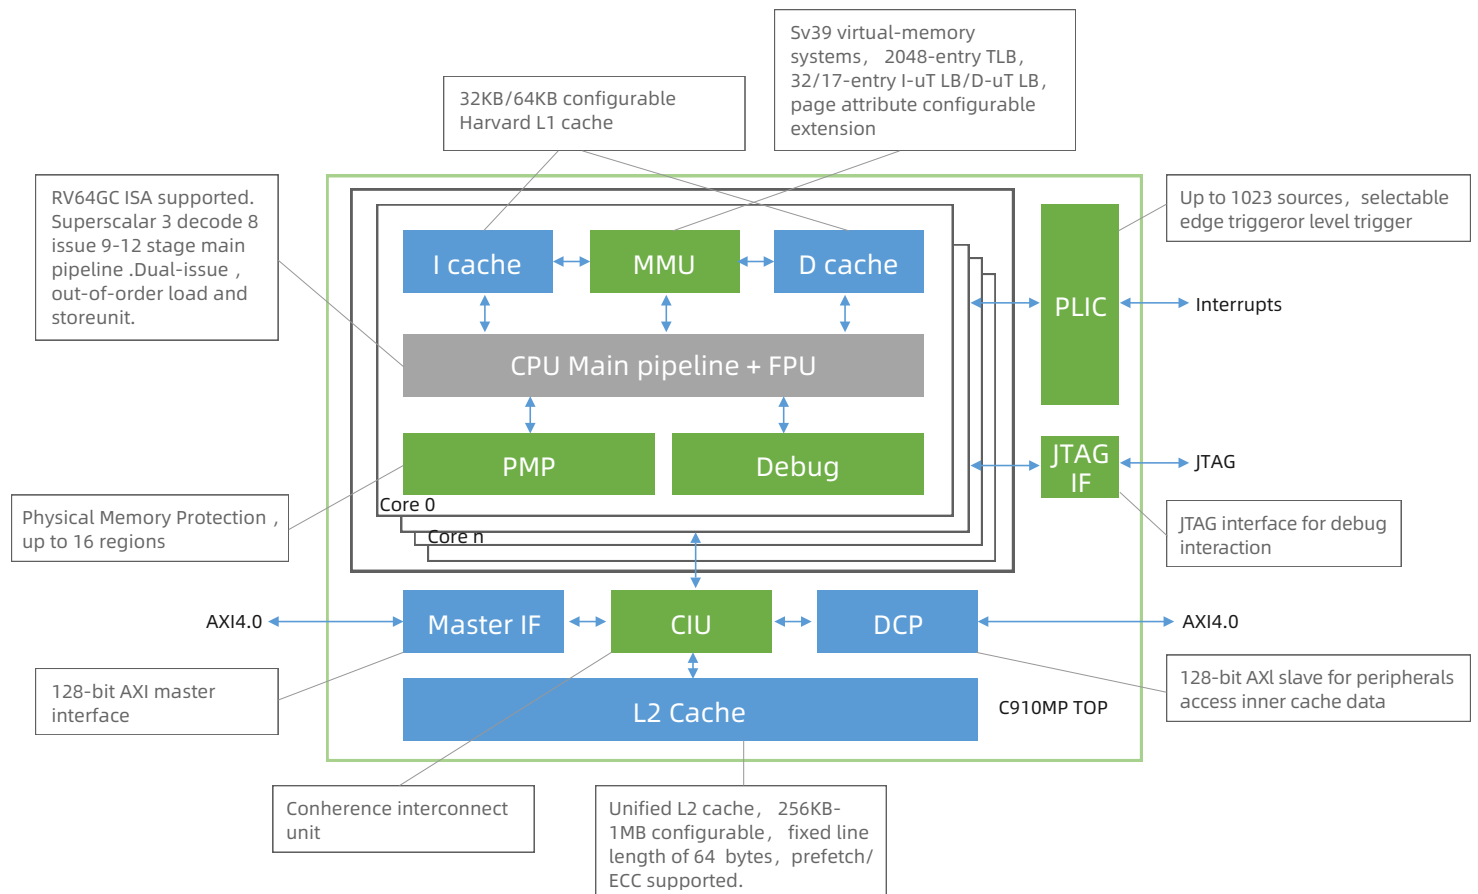 Sv39 virtual-memory
systems， 2048-entry TLB，
32/17-entry I-uT LB/D-uT LB，
page attribute configurable
extension
32KB/64KB configurable
Harvard L1 cache
RV64GC ISA supported.
Superscalar 3 decode 8
issue 9-12 stage main
pipeline .Dual-issue ，
out-of-order load and
storeunit.
Up to 1023 sources，selectable
edge triggeror level trigger
I cache
MMU
D cache
PLIC
Interrupts
CPU Main pipeline + FPU
PMP
Debug
JTAG
IF
JTAG
Core 0
Core n
Physical Memory Protection ，
up to 16 regions
JTAG interface for debug
interaction
AXI4.0
Master IF
CIU
DCP
AXI4.0
128-bit AXI master
interface
L2 Cache
C910MP TOP
128-bit AXl slave for peripherals
access inner cache data
Conherence interconnect
unit
Unified L2 cache， 256KB-
1MB configurable， fixed line
length of 64 bytes，prefetch/
ECC supported.